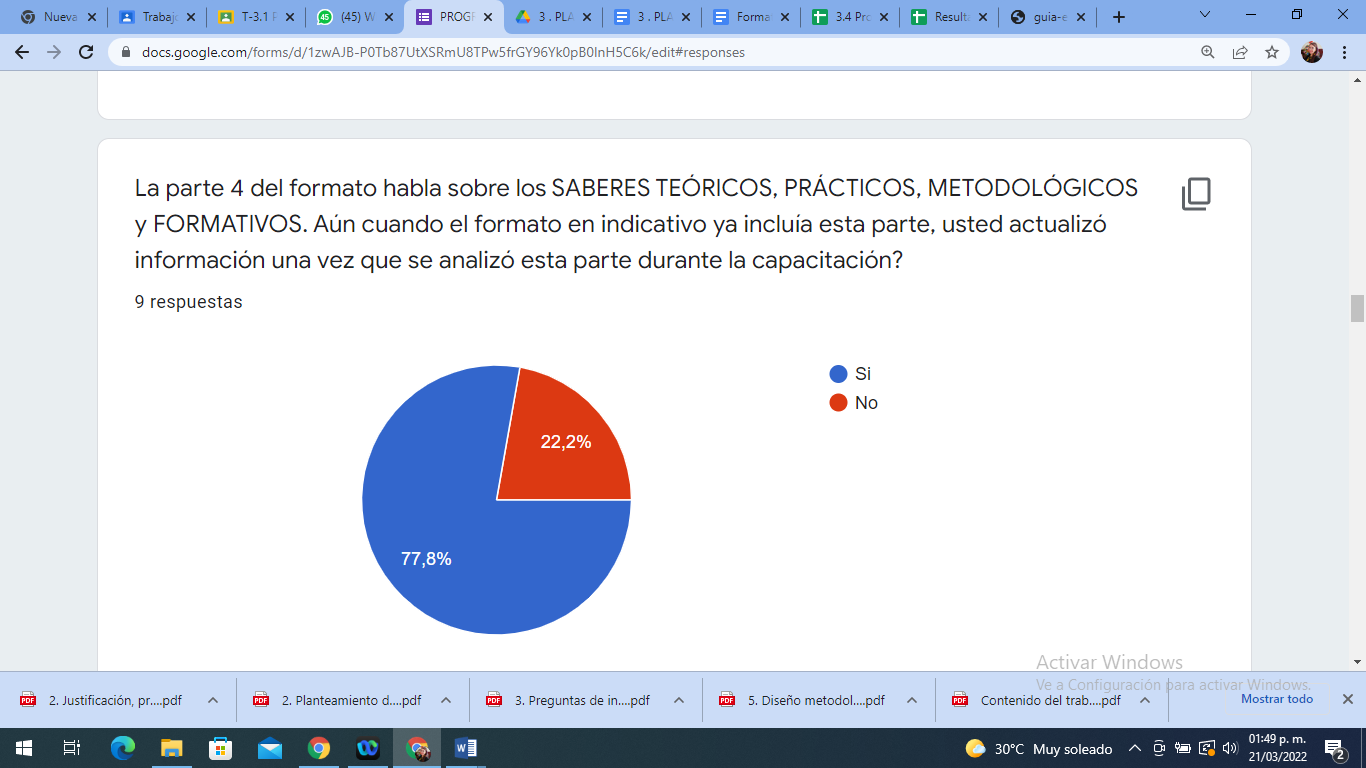 Nueva
Trabajo
T-3.1 F
(45) W
PROGR
3 . PLA
3 . PLA
Format
3.4 Pro
Result
guia-e
docs.google.com/forms/d/1zwAJB-P0Tb87UtXSRmU8TPw5frGY96Yk0pB0lnH5C6k/edit#responses
La parte 4 del formato habla sobre los SABERES TEÓRICOS, PRÁCTICOS, METODOLÓGICOS
y FORMATIVOS. Aún cuando el formato en indicativo ya incluía esta parte, usted actualizó
información una vez que se analizó esta parte durante la capacitación?
9 respuestas
Si
No
22,2%
77,8%
Activar Windows
Ve a Configuración para activar Windows.
2. Justificación, pr....pdf
2. Planteamiento d....pdf
3. Preguntas de in....pdf
5. Diseño metodol....pdf
Contenido del trab....pdf
Mostrar todo
30°C Muy soleado
01:49 p. m.
21/03/2022
2